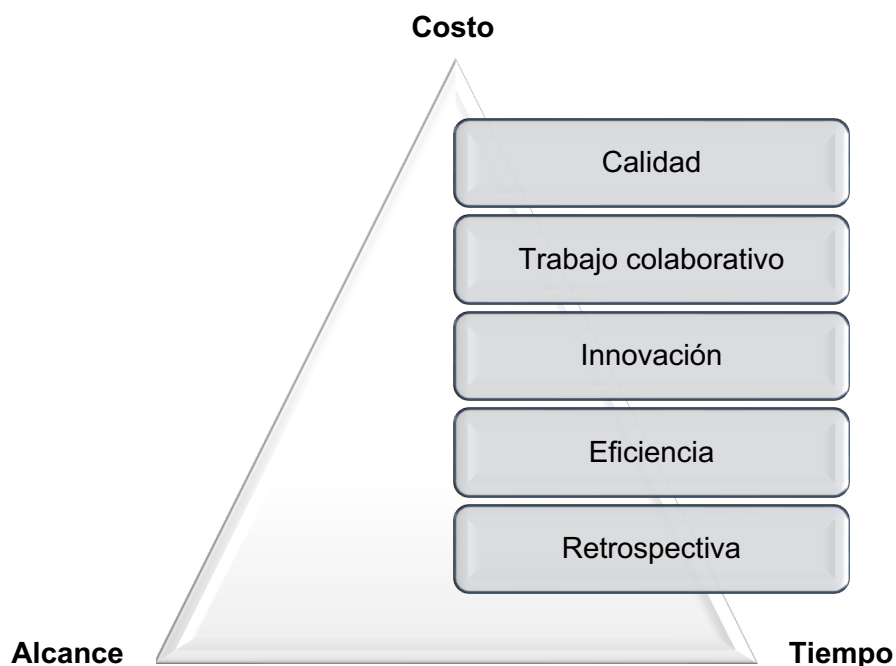 Costo
Calidad
Trabajo colaborativo
Innovación
Eficiencia
Retrospectiva
Alcance
Tiempo